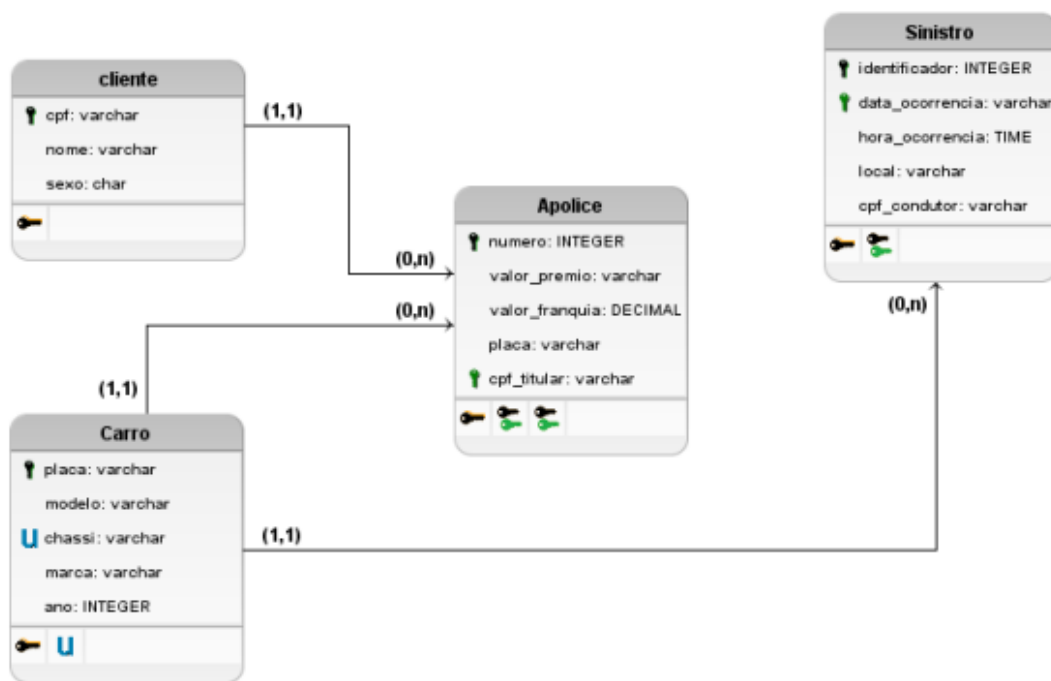 cliente
cpf: varchar
nome: varchar
sexo: char
(1,1)
(0,n)
Apolice
numero: INTEGER
valor_premio: varchar
valor_franquia: DECIMAL
placa: varchar
cpf_titular: varchar
(0,n)
(1,1)
Carro
placa: varchar
modelo: varchar
U chassi: varchar
marca: varchar
ano: INTEGER
U
(1,1)
(0,n)
Sinistro
identificador: INTEGER
data_ocorrencia: varchar
hora_ocorrencia: TIME
local: varchar
cpf_condutor: varchar